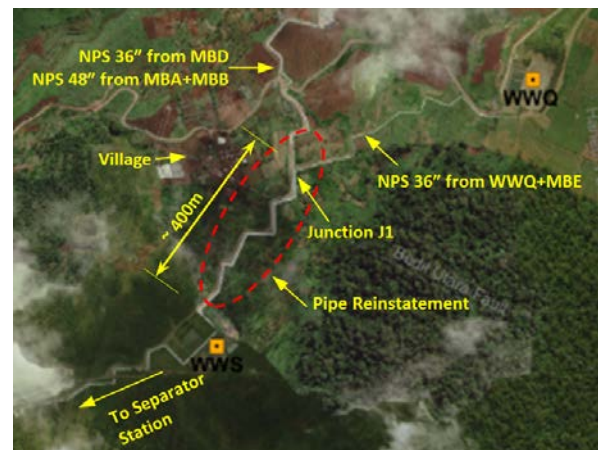 NPS 36” from MBD
NPS 48” from MBA+MBB
WWQ
Village
NPS 36” from WWQ+MBE
~ 400m
Junction J1
Pipe Reinstatement
WWS
To Separator
Station